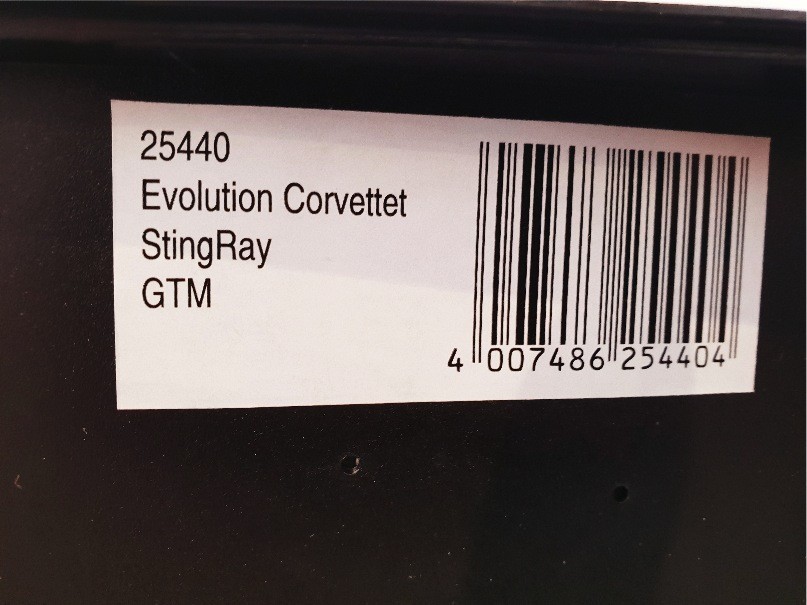 25440
Evolution Corvettet
StingRay
GTM
4 007486 254404